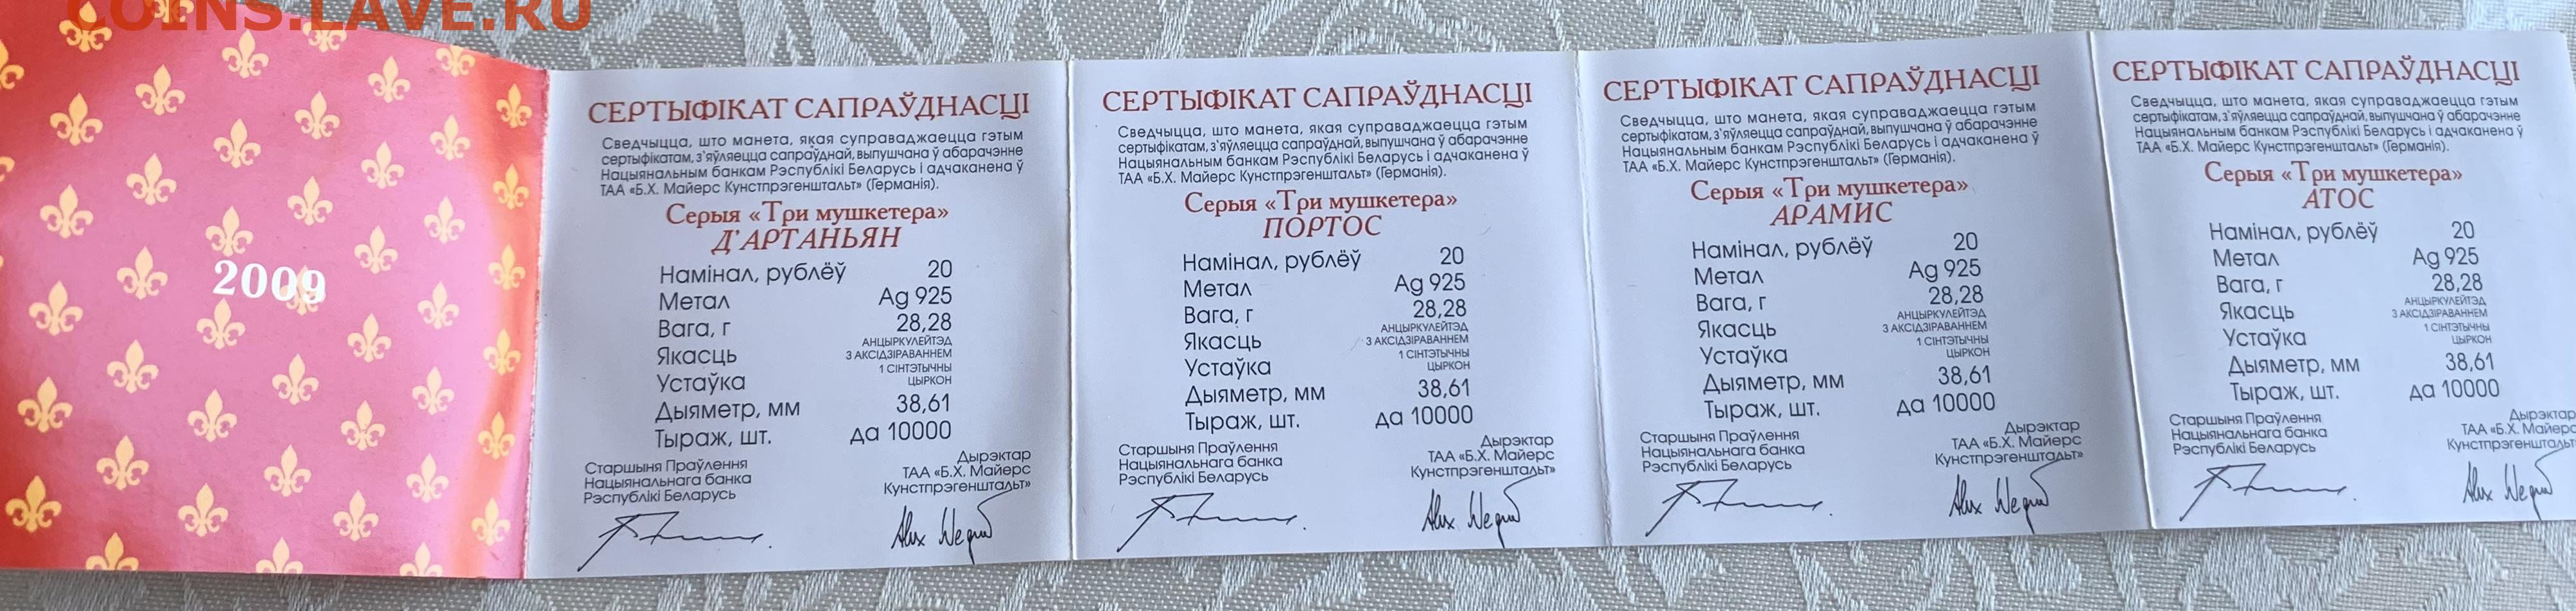 COINS.LAVE.RU
2009
СЕРТЫФІКАТ САПРАЎДНАСЦІ
Сведчыцца, што манета, якая суправаджаецца гэтым
сертыфікатам, з'яўляецца сапраўднай, выпушчана ў абарачэнне
Нацыянальным банкам Рэспублікі Беларусь і адчаканена ў
ТАА «Б.Х. Майерс Кунстпрэгенштальт» (Германія).
Серыя «Три мушкетера»
Д'АРТАНЬЯН
Намінал, рублёў 20
Метал Ag 925
Вага, г 28,28
Якасць АНЦЫРКУЛЕЙТЭД
З АКСІДЗІРАВАННЕМ
Устаўка 1 СІНТЭТЫЧНЫ
ЦЫРКОН
Дыяметр, мм 38,61
Тыраж, шт. да 10000
Старшыня Праўлення
Нацыянальнага банка
Рэспублікі Беларусь
Дырэктар
ТАА «Б.Х. Майерс
Кунстпрэгенштальт»
СЕРТЫФІКАТ САПРАЎДНАСЦІ
Сведчыцца, што манета, якая суправаджаецца гэтым
сертыфікатам, з'яўляецца сапраўднай, выпушчана ў абарачэнне
Нацыянальным банкам Рэспублікі Беларусь і адчаканена ў
ТАА «Б.Х. Майерс Кунстпрэгенштальт» (Германія).
Серыя «Три мушкетера»
ПОРТОС
Намінал, рублёў 20
Метал Ag 925
Вага, г 28,28
Якасць АНЦЫРКУЛЕЙТЭД
З АКСІДЗІРАВАННЕМ
Устаўка 1 СІНТЭТЫЧНЫ
ЦЫРКОН
Дыяметр, мм 38,61
Тыраж, шт. да 10000
Старшыня Праўлення
Нацыянальнага банка
Рэспублікі Беларусь
Дырэктар
ТАА «Б.Х. Майерс
Кунстпрэгенштальт»
СЕРТЫФІКАТ САПРАЎДНАСЦІ
Сведчыцца, што манета, якая суправаджаецца гэтым
сертыфікатам, з'яўляецца сапраўднай, выпушчана ў абарачэнне
Нацыянальным банкам Рэспублікі Беларусь і адчаканена ў
ТАА «Б.Х. Майерс Кунстпрэгенштальт» (Германія).
Серыя «Три мушкетера»
АРАМИС
Намінал, рублёў 20
Метал Ag 925
Вага, г 28,28
Якасць АНЦЫРКУЛЕЙТЭД
З АКСІДЗІРАВАННЕМ
Устаўка 1 СІНТЭТЫЧНЫ
ЦЫРКОН
Дыяметр, мм 38,61
Тыраж, шт. да 10000
Старшыня Праўлення
Нацыянальнага банка
Рэспублікі Беларусь
Дырэктар
ТАА «Б.Х. Майерс
Кунстпрэгенштальт»
СЕРТЫФІКАТ САПРАЎДНАСЦІ
Сведчыцца, што манета, якая суправаджаецца гэтым
сертыфікатам, з'яўляецца сапраўднай, выпушчана ў абарачэнне
Нацыянальным банкам Рэспублікі Беларусь і адчаканена ў
ТАА «Б.Х. Майерс Кунстпрэгенштальт» (Германія).
Серыя «Три мушкетера»
АТОС
Намінал, рублёў 20
Метал Ag 925
Вага, г 28,28
Якасць АНЦЫРКУЛЕЙТЭД
З АКСІДЗІРАВАННЕМ
Устаўка 1 СІНТЭТЫЧНЫ
ЦЫРКОН
Дыяметр, мм 38,61
Тыраж, шт. да 10000
Старшыня Праўлення
Нацыянальнага банка
Рэспублікі Беларусь
Дырэктар
ТАА «Б.Х. Майерс
Кунстпрэгенштальт